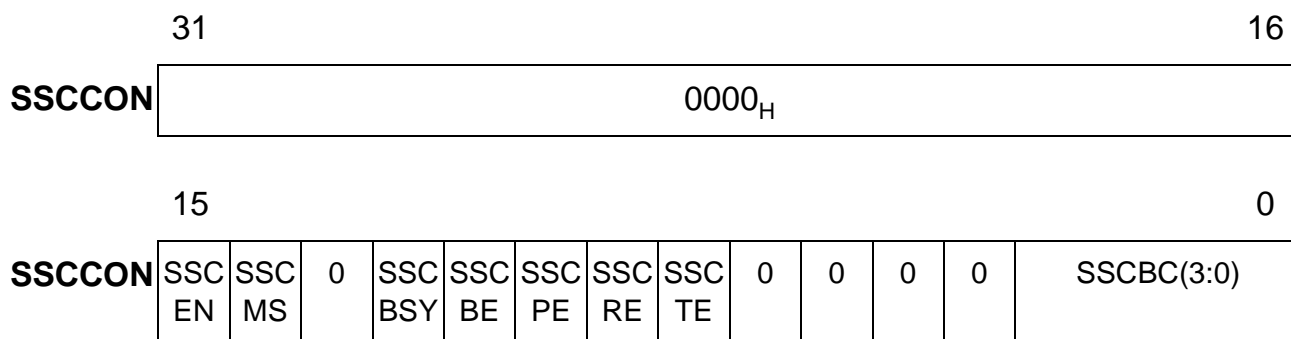 31 16
SSCCON 0000H
15 0
SSCCON SSC EN SSC MS 0 SSC BSY SSC BE SSC PE SSC RE SSC TE 0 0 0 0 SSCBC(3:0)